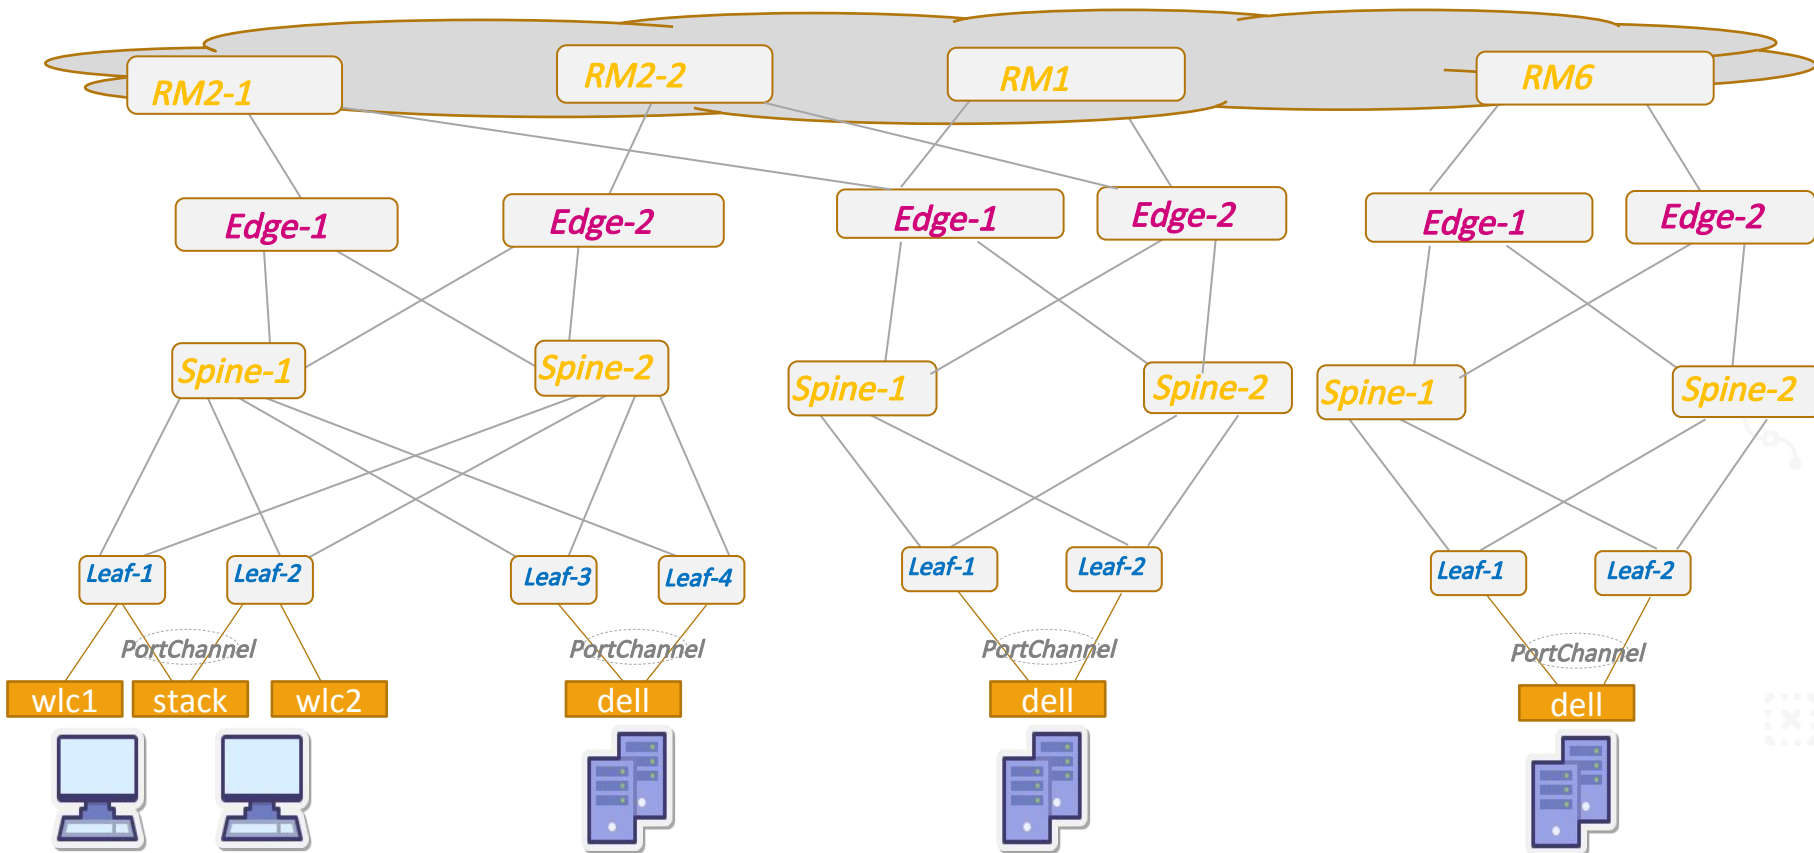 RM2-1
RM2-2
RM1
RM6
Edge-1
Edge-2
Edge-1
Edge-2
Edge-1
Edge-2
Spine-1
Spine-2
Spine-1
Spine-2
Spine-1
Spine-2
Leaf-1
Leaf-2
Leaf-3
Leaf-4
Leaf-1
Leaf-2
Leaf-1
Leaf-2
PortChannel
PortChannel
PortChannel
PortChannel
wlc1
stack
wlc2
dell
dell
dell